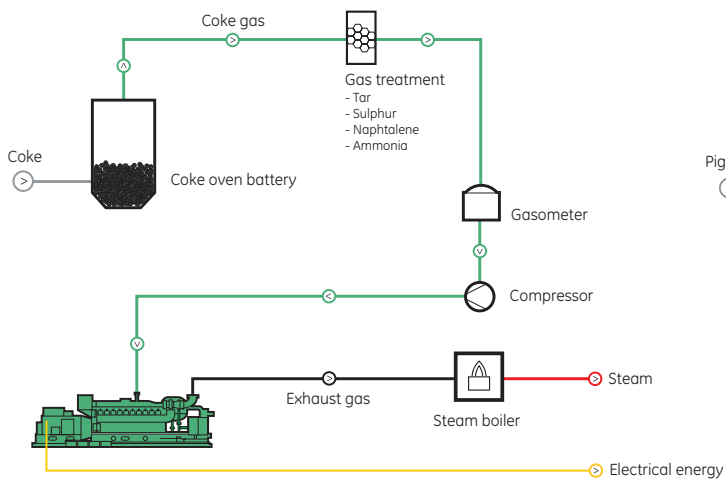 Coke gas
Gas treatment
- Tar
- Sulphur
- Naphtalene
- Ammonia
Coke
Coke oven battery
Pig
Gasometer
Compressor
Exhaust gas
Steam
Steam boiler
Electrical energy